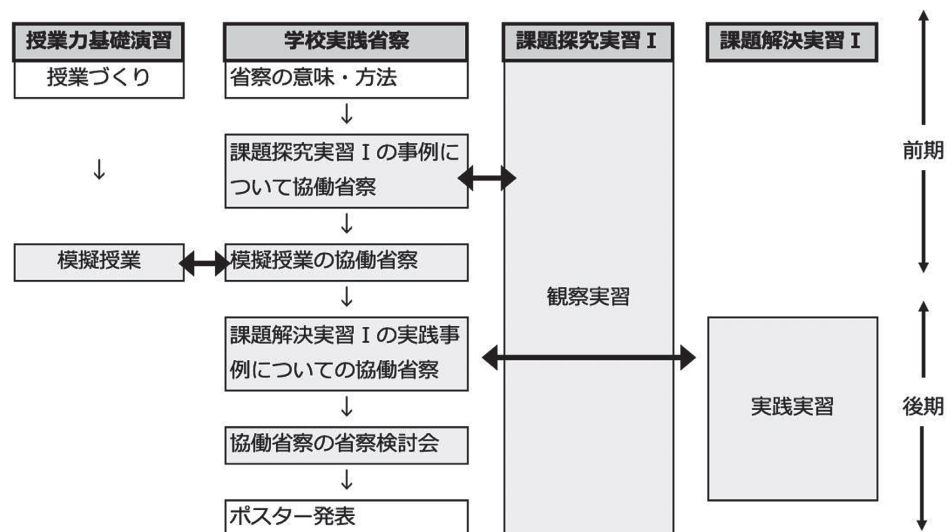 授業力基礎演習
学校実践省察
課題探究実習Ⅰ
課題解決実習Ⅰ
授業づくり
省察の意味・方法
↓
課題探究実習Ⅰの事例に
ついて協働省察
↓
↓
前期
模擬授業
模擬授業の協働省察
↓
観察実習
課題解決実習Ⅰの実践事
例についての協働省察
↓
実践実習
後期
協働省察の省察検討会
↓
ポスター発表